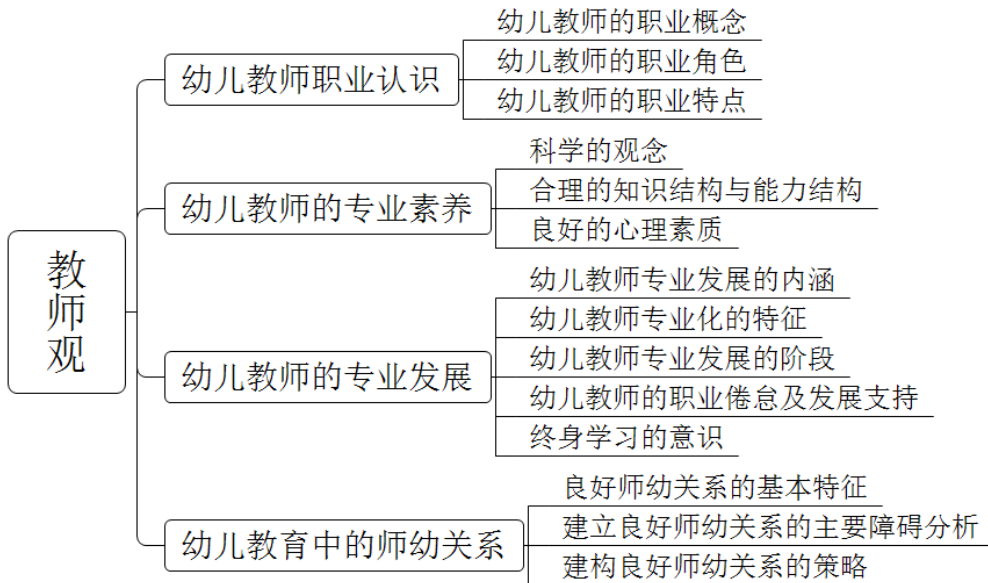 教师观
幼儿教师职业认识
幼儿教师的职业概念
幼儿教师的职业角色
幼儿教师的职业特点
幼儿教师的专业素养
科学的观念
合理的知识结构与能力结构
良好的心理素质
幼儿教师的专业发展
幼儿教师专业发展的内涵
幼儿教师专业化的特征
幼儿教师专业发展的阶段
幼儿教师的职业倦怠及发展支持
终身学习的意识
幼儿教育中的师幼关系
良好师幼关系的基本特征
建立良好师幼关系的主要障碍分析
建构良好师幼关系的策略